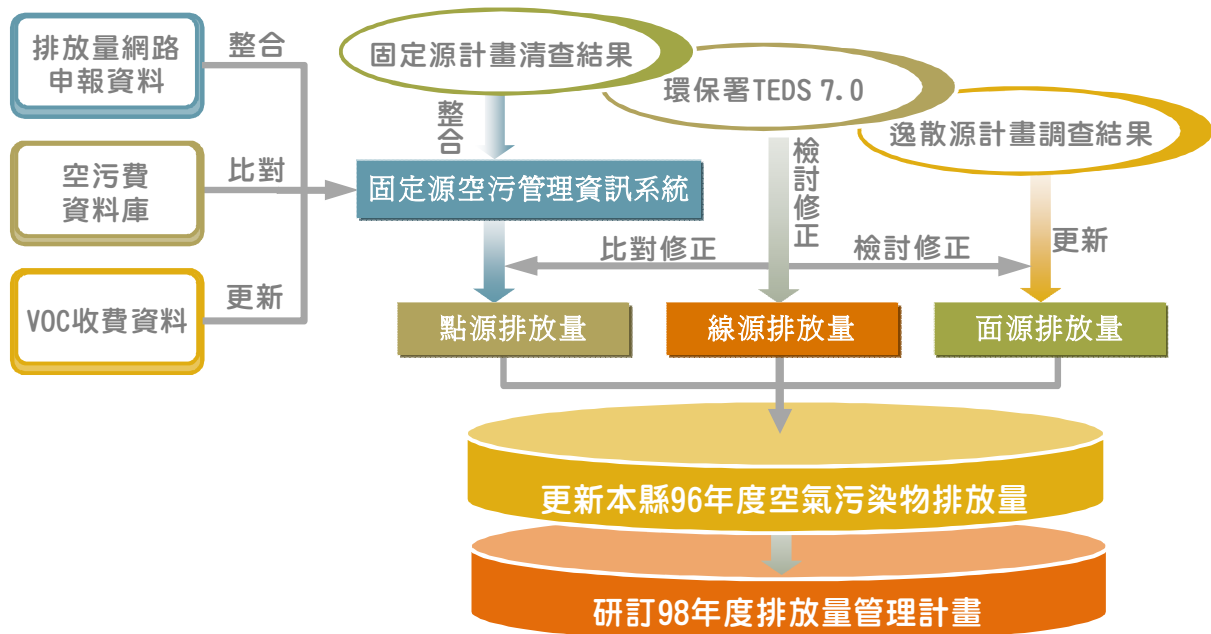 排放量網路
申報資料
整合
空污費
資料庫
比對
VOC收費資料
更新
固定源計畫清查結果
整合
環保署TEDS 7.0
檢討修正
逸散源計畫調查結果
更新
固定源空污管理資訊系統
比對修正
檢討修正
點源排放量
線源排放量
面源排放量
更新本縣96年度空氣污染物排放量
研訂98年度排放量管理計畫